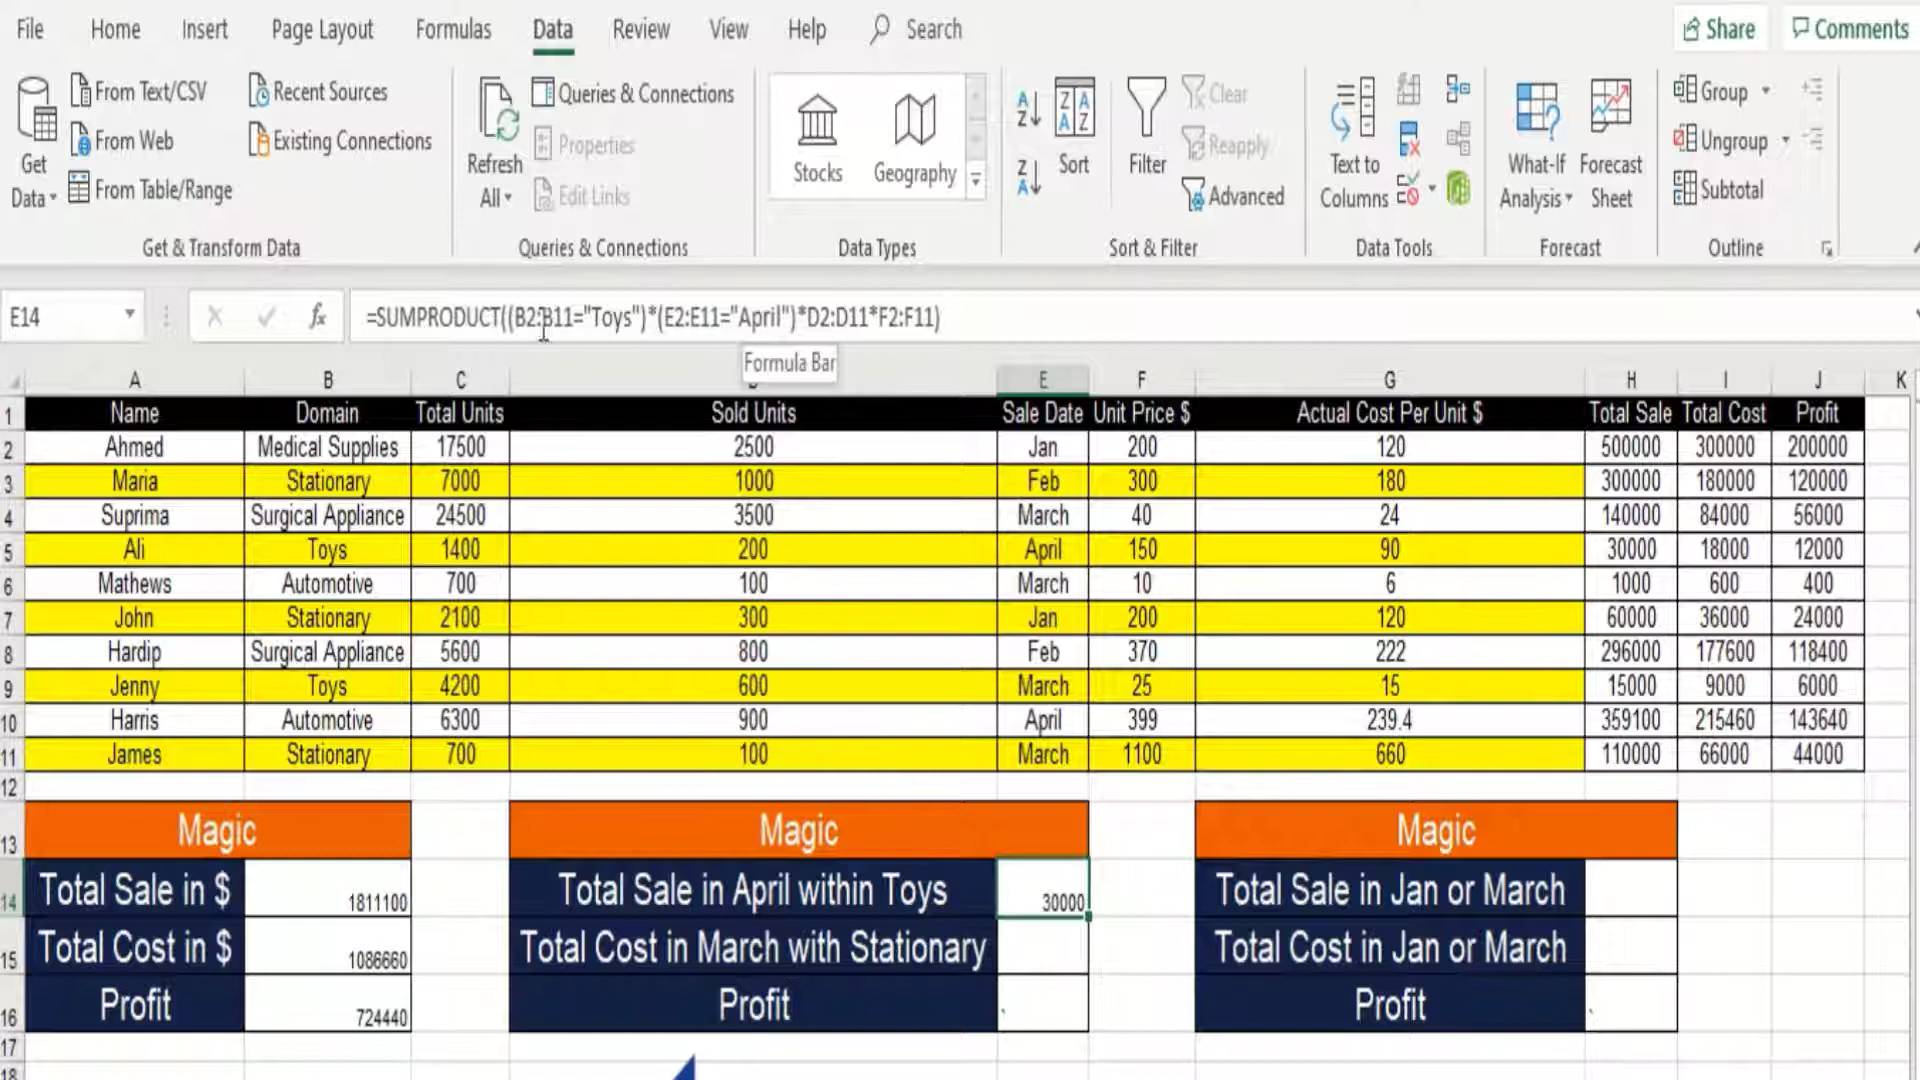 File Home Insert Page Layout Formulas Data Review View Help Search Share Comments
Get Data
From Text/CSV
From Web
From Table/Range
Recent Sources
Existing Connections
Get & Transform Data
Refresh All
Queries & Connections
Properties
Edit Links
Queries & Connections
Stocks
Geography
Data Types
Sort
Filter
Clear
Reapply
Advanced
Sort & Filter
Text to Columns
Data Tools
What-If Analysis
Forecast Sheet
Forecast
Group
Ungroup
Subtotal
Outline
E14 fx =SUMPRODUCT((B2:B11="Toys")*(E2:E11="April")*D2:D11*F2:F11)
Formula Bar
A B C E F G H I J K
1 Name Domain Total Units Sold Units Sale Date Unit Price $ Actual Cost Per Unit $ Total Sale Total Cost Profit
2 Ahmed Medical Supplies 17500 2500 Jan 200 120 500000 300000 200000
3 Maria Stationary 7000 1000 Feb 300 180 300000 180000 120000
4 Suprima Surgical Appliance 24500 3500 March 40 24 140000 84000 56000
5 Ali Toys 1400 200 April 150 90 30000 18000 12000
6 Mathews Automotive 700 100 March 10 6 1000 600 400
7 John Stationary 2100 300 Jan 200 120 60000 36000 24000
8 Hardip Surgical Appliance 5600 800 Feb 370 222 296000 177600 118400
9 Jenny Toys 4200 600 March 25 15 15000 9000 6000
10 Harris Automotive 6300 900 April 399 239.4 359100 215460 143640
11 James Stationary 700 100 March 1100 660 110000 66000 44000
12
13 Magic Magic Magic
14 Total Sale in $ 1811100 Total Sale in April within Toys 30000 Total Sale in Jan or March
15 Total Cost in $ 1086660 Total Cost in March with Stationary Total Cost in Jan or March
16 Profit 724440 Profit Profit
17
18